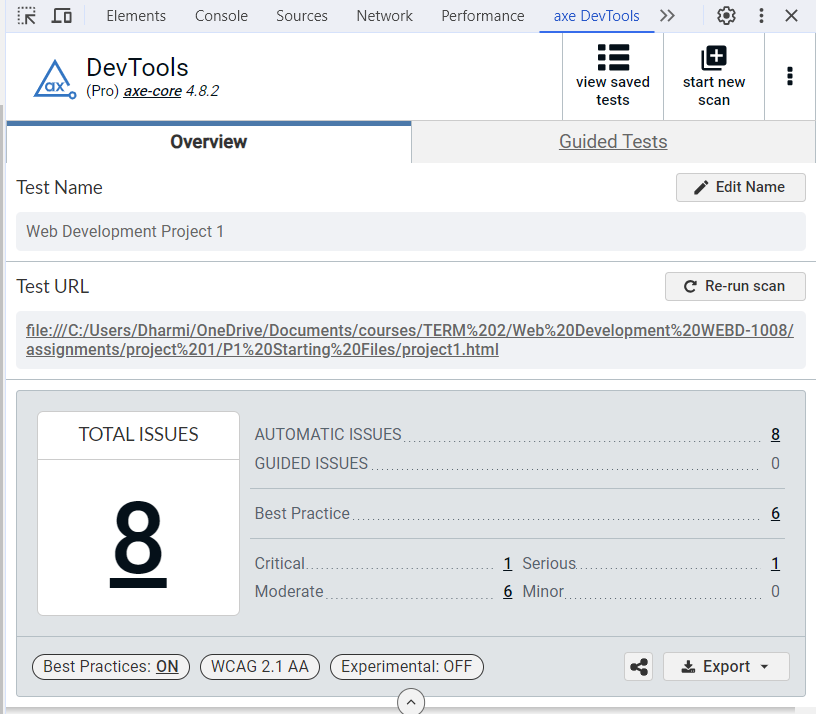 Elements Console Sources Network Performance axe DevTools
ax
DevTools
(Pro) axe-core 4.8.2
view saved
tests
start new
scan
Overview
Guided Tests
Test Name
Edit Name
Web Development Project 1
Test URL
Re-run scan
file:///C:/Users/Dharmi/OneDrive/Documents/courses/TERM%202/Web%20Development%20WEBD-1008/
assignments/project%201/P1%20Starting%20Files/project1.html
TOTAL ISSUES
8
AUTOMATIC ISSUES 8
GUIDED ISSUES 0
Best Practice 6
Critical 1 Serious 1
Moderate 6 Minor 0
Best Practices: ON
WCAG 2.1 AA
Experimental: OFF
Export